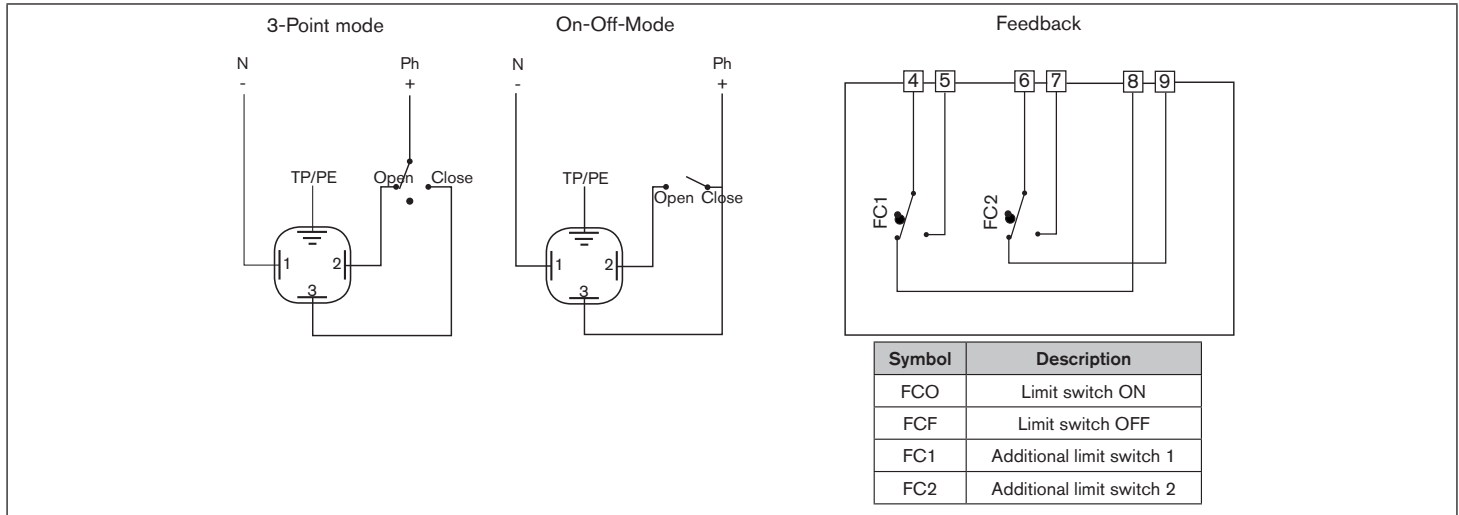 3-Point mode
N
-
Ph
+
TP/PE
Open Close
1
2
3
On-Off-Mode
N
-
Ph
+
TP/PE
Open Close
1
2
3
Feedback
4 5 6 7 8 9
FC1
FC2
Symbol Description
FCO Limit switch ON
FCF Limit switch OFF
FC1 Additional limit switch 1
FC2 Additional limit switch 2